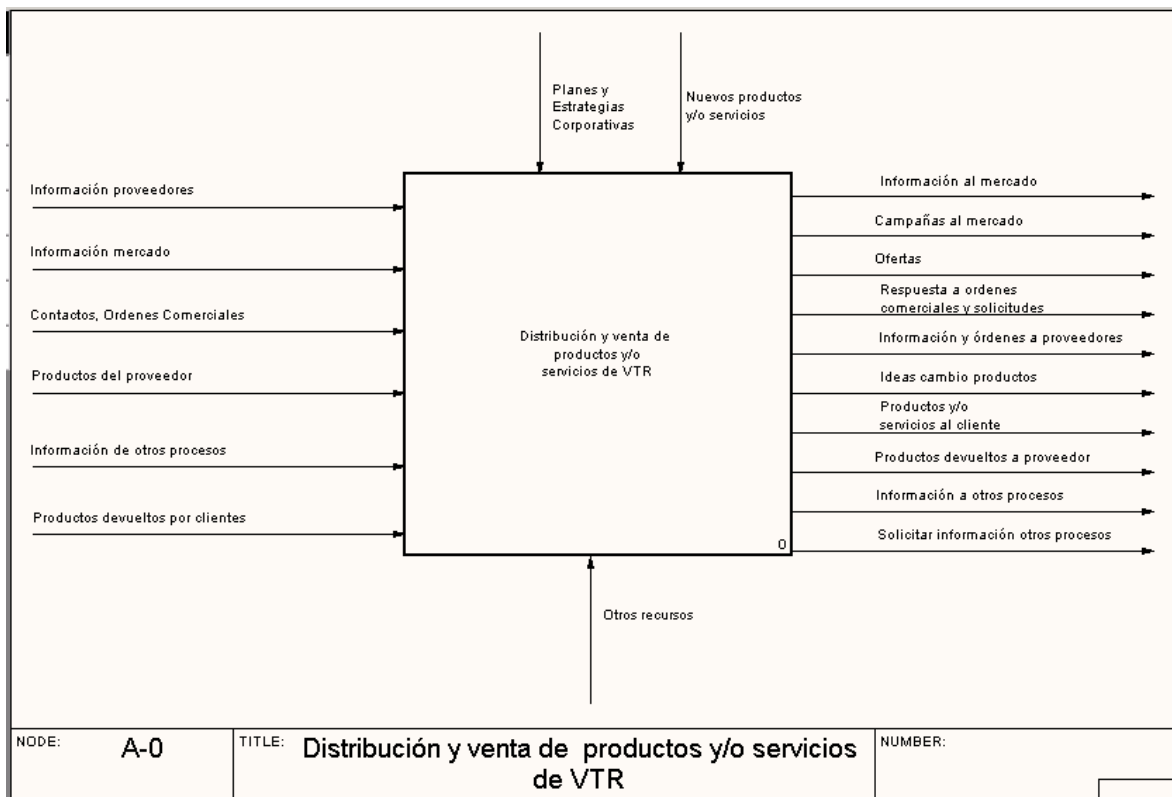 Planes y
Estrategias
Corporativas
Nuevos productos
y/o servicios
Información proveedores
Información mercado
Contactos, Ordenes Comerciales
Productos del proveedor
Información de otros procesos
Productos devueltos por clientes
Distribución y venta de
productos y/o
servicios de VTR
0
Información al mercado
Campañas al mercado
Ofertas
Respuesta a ordenes
comerciales y solicitudes
Información y órdenes a proveedores
Ideas cambio productos
Productos y/o
servicios al cliente
Productos devueltos a proveedor
Información a otros procesos
Solicitar información otros procesos
Otros recursos
NODE: A-0
TITLE: Distribución y venta de productos y/o servicios
de VTR
NUMBER: